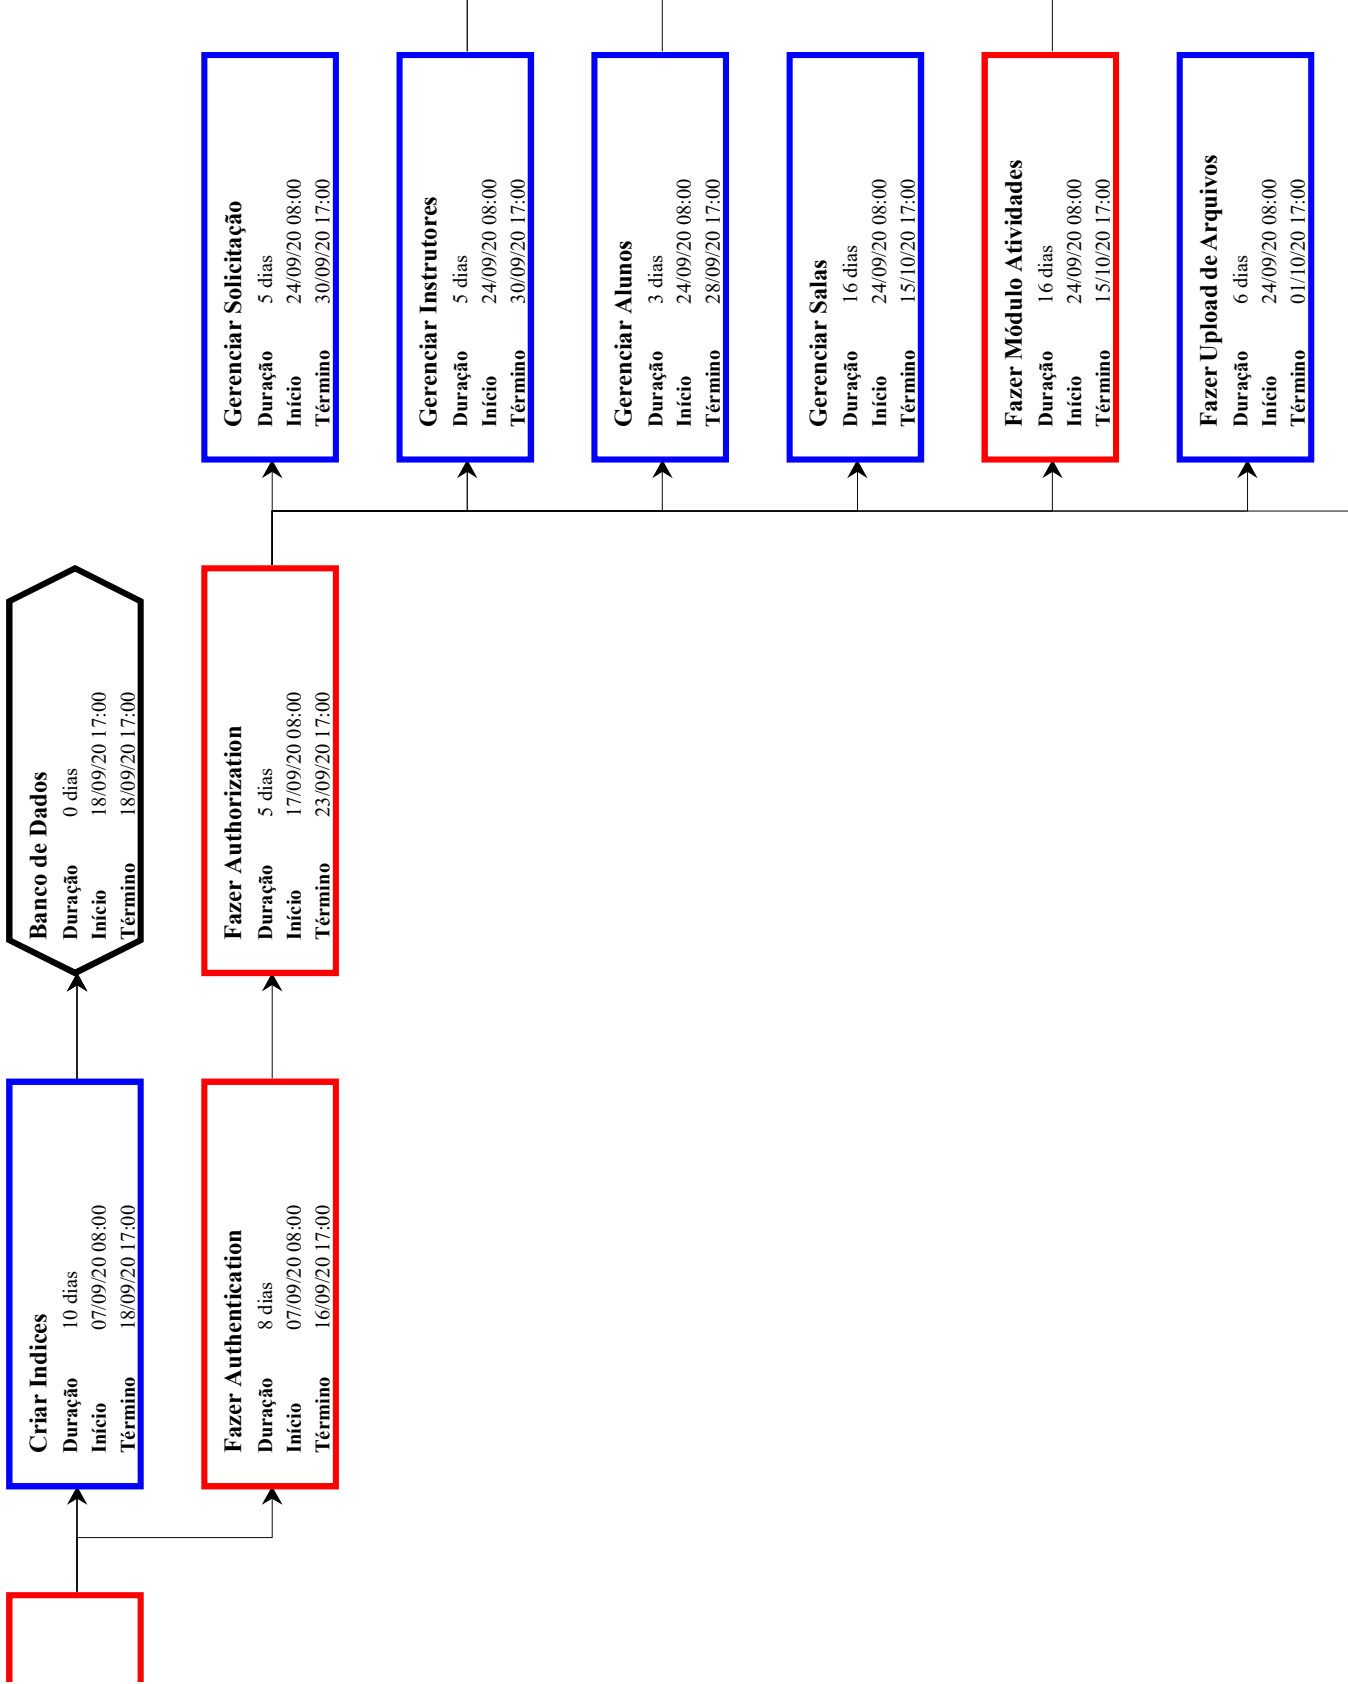 Criar Indices
Duração 10 dias
Início 07/09/20 08:00
Término 18/09/20 17:00
Banco de Dados
Duração 0 dias
Início 18/09/20 17:00
Término 18/09/20 17:00
Fazer Authentication
Duração 8 dias
Início 07/09/20 08:00
Término 16/09/20 17:00
Fazer Authorization
Duração 5 dias
Início 17/09/20 08:00
Término 23/09/20 17:00
Gerenciar Solicitação
Duração 5 dias
Início 24/09/20 08:00
Término 30/09/20 17:00
Gerenciar Instrutores
Duração 5 dias
Início 24/09/20 08:00
Término 30/09/20 17:00
Gerenciar Alunos
Duração 3 dias
Início 24/09/20 08:00
Término 28/09/20 17:00
Gerenciar Salas
Duração 16 dias
Início 24/09/20 08:00
Término 15/10/20 17:00
Fazer Módulo Atividades
Duração 16 dias
Início 24/09/20 08:00
Término 15/10/20 17:00
Fazer Upload de Arquivos
Duração 6 dias
Início 24/09/20 08:00
Término 01/10/20 17:00